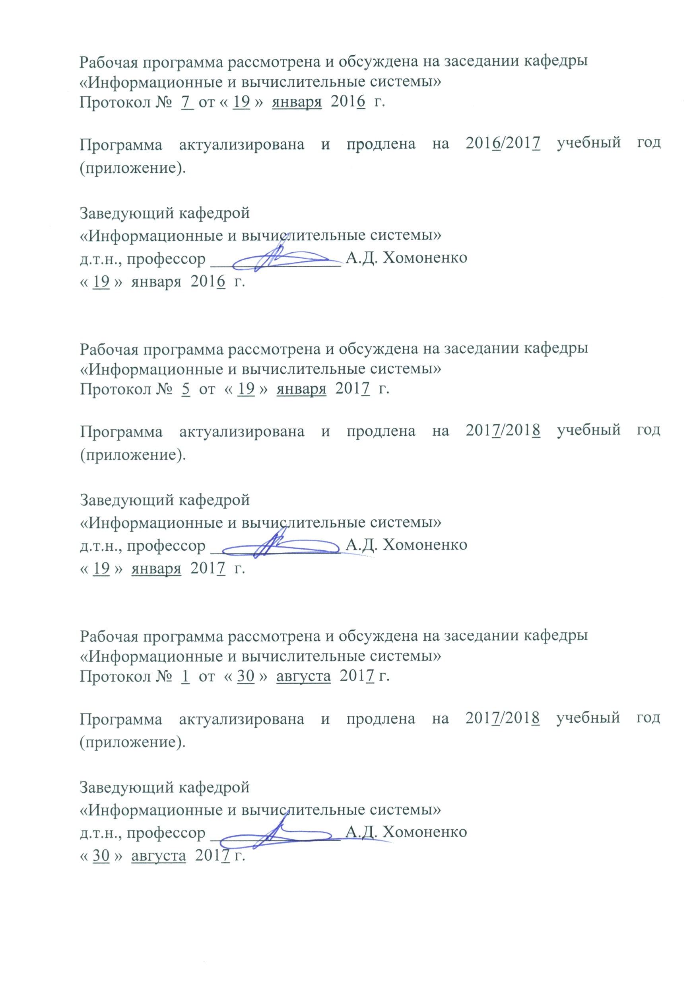 Рабочая программа рассмотрена и обсуждена на заседании кафедры
«Информационные и вычислительные системы»
Протокол № 7 от « 19 » января 2016 г.
Программа актуализирована и продлена на 2016/2017 учебный год
(приложение).
Заведующий кафедрой
«Информационные и вычислительные системы»
д.т.н., профессор ________________ А.Д. Хомоненко
« 19 » января 2016 г.
Рабочая программа рассмотрена и обсуждена на заседании кафедры
«Информационные и вычислительные системы»
Протокол № 5 от « 19 » января 2017 г.
Программа актуализирована и продлена на 2017/2018 учебный год
(приложение).
Заведующий кафедрой
«Информационные и вычислительные системы»
д.т.н., профессор ________________ А.Д. Хомоненко
« 19 » января 2017 г.
Рабочая программа рассмотрена и обсуждена на заседании кафедры
«Информационные и вычислительные системы»
Протокол № 1 от « 30 » августа 2017 г.
Программа актуализирована и продлена на 2017/2018 учебный год
(приложение).
Заведующий кафедрой
«Информационные и вычислительные системы»
д.т.н., профессор ________________ А.Д. Хомоненко
« 30 » августа 2017 г.